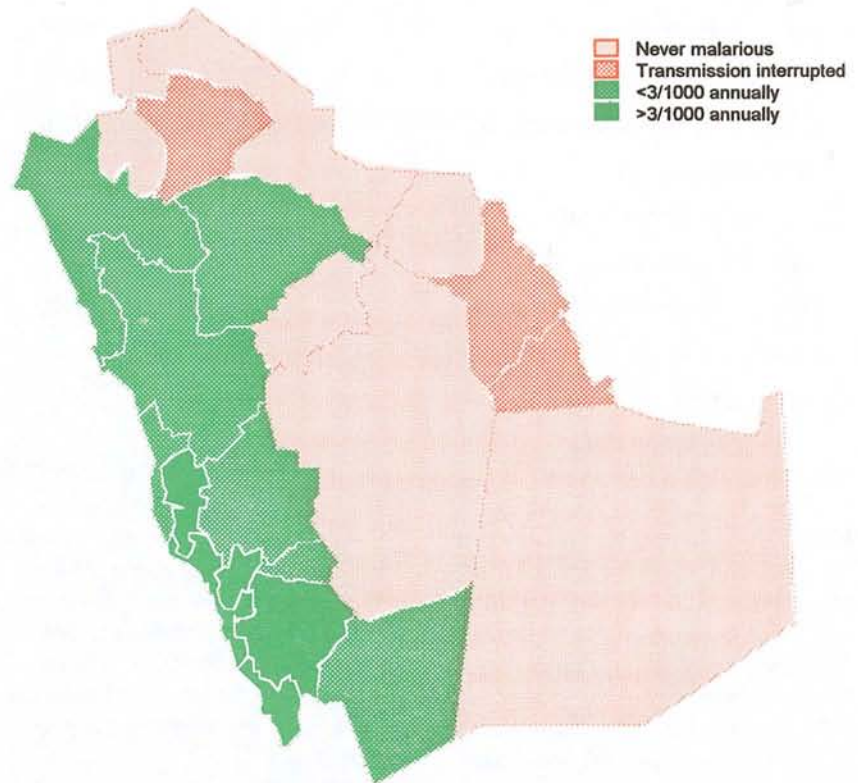 Never malarious
Transmission interrupted
<3/1000 annually
>3/1000 annually